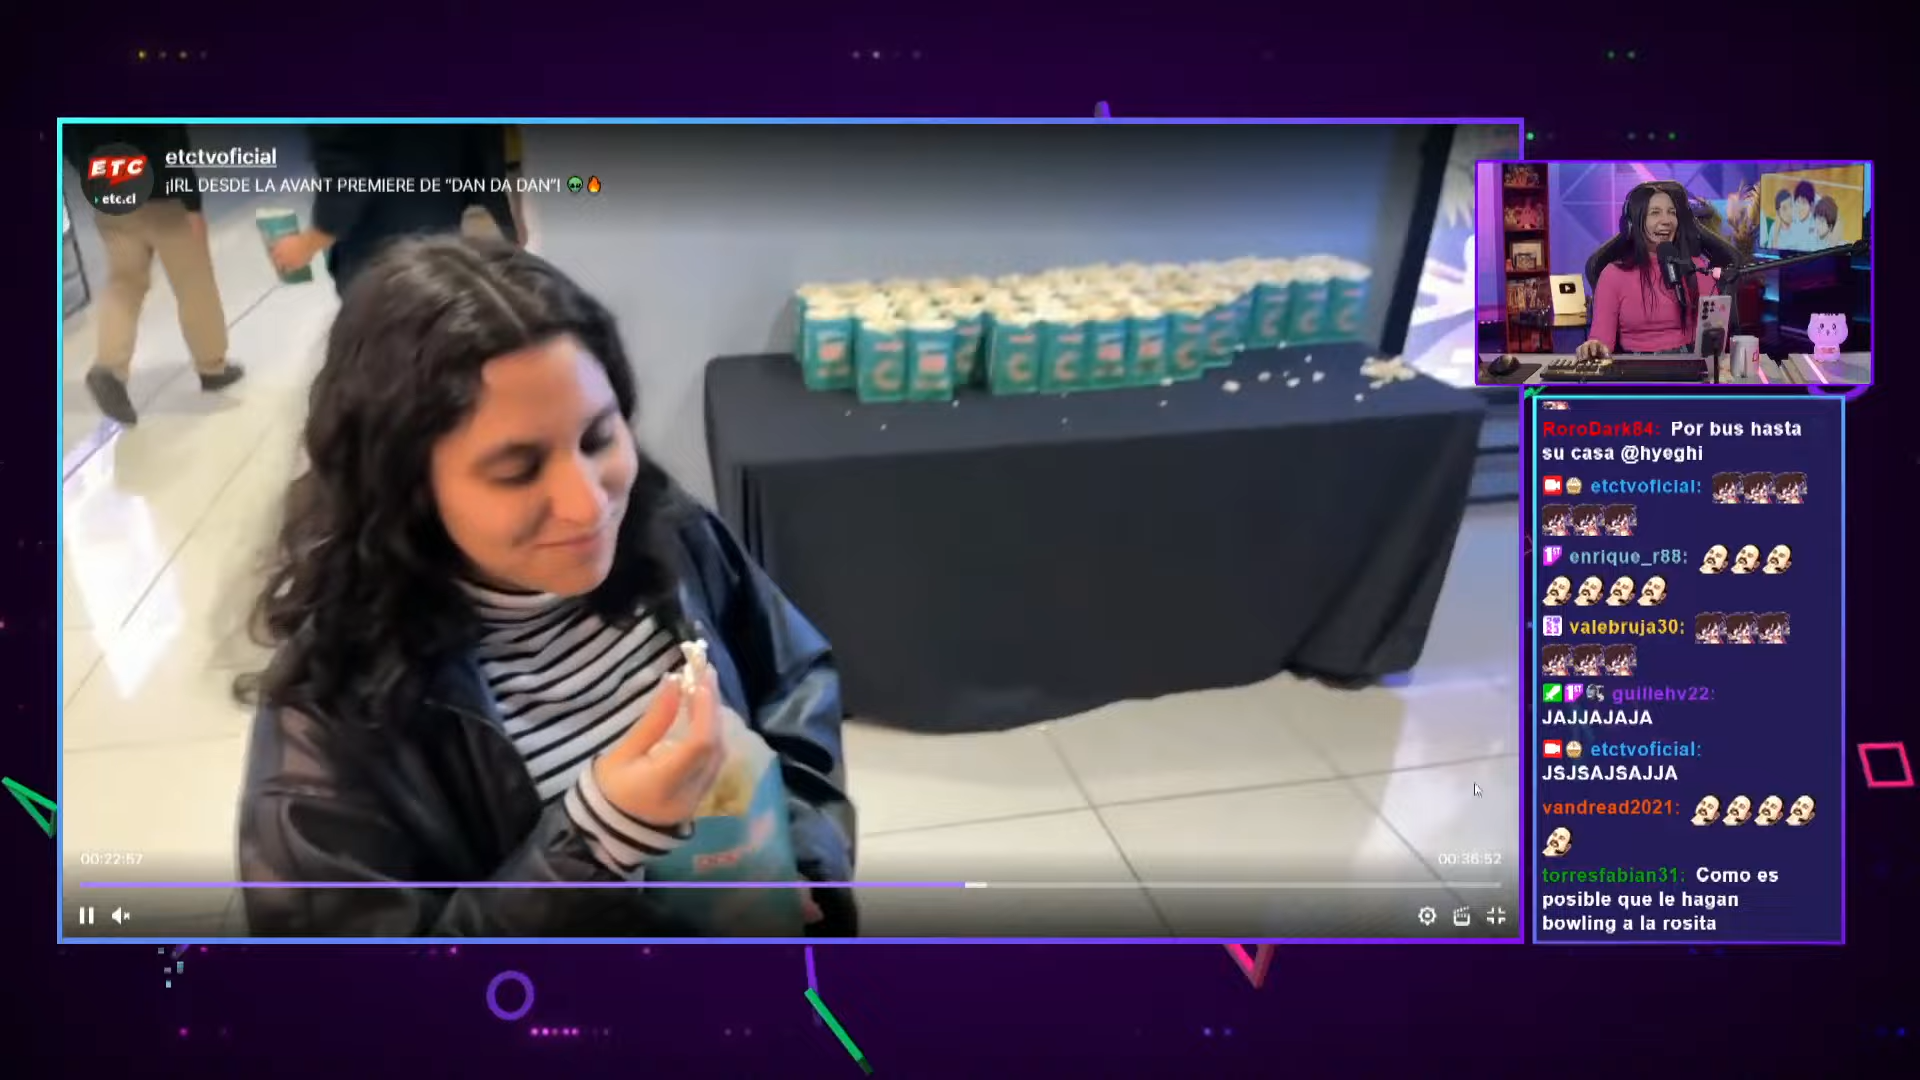 ETC
etc.cl
etctvoficial
¡IRL DESDE LA AVANT PREMIERE DE “DAN DA DAN”!
00:22:57
00:36:52
RoroDark84: Por bus hasta
su casa @hyeghi
etctvoficial:
1ST enrique_r88:
valebruja30:
1ST guillehv22:
JAJJAJAJA
etctvoficial:
JSJSAJSAJJA
vandread2021:
torresfabian31: Como es
posible que le hagan
bowling a la rosita